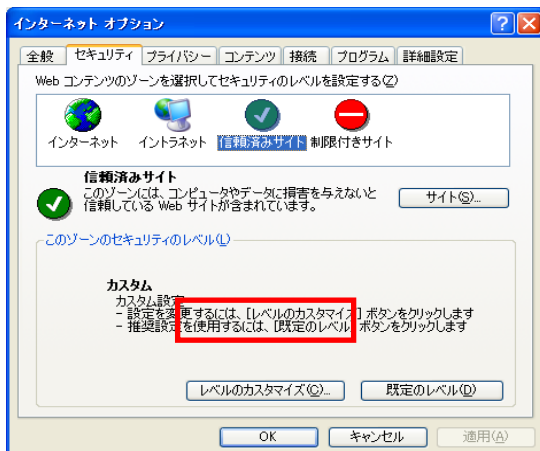 インターネット オプション
全般 セキュリティ プライバシー コンテンツ 接続 プログラム 詳細設定
Web コンテンツのゾーンを選択してセキュリティのレベルを設定する(Z)
インターネット イントラネット 信頼済みサイト 制限付きサイト
信頼済みサイト
このゾーンには、コンピュータやデータに損害を与えないと
信頼している Web サイトが含まれています。
サイト(S)...
このゾーンのセキュリティのレベル(L)
カスタム
カスタム設定
- 設定を変更するには、[レベルのカスタマイズ] ボタンをクリックします
- 推奨設定を使用するには、[既定のレベル] ボタンをクリックします
レベルのカスタマイズ(C)... 既定のレベル(D)
OK キャンセル 適用(A)